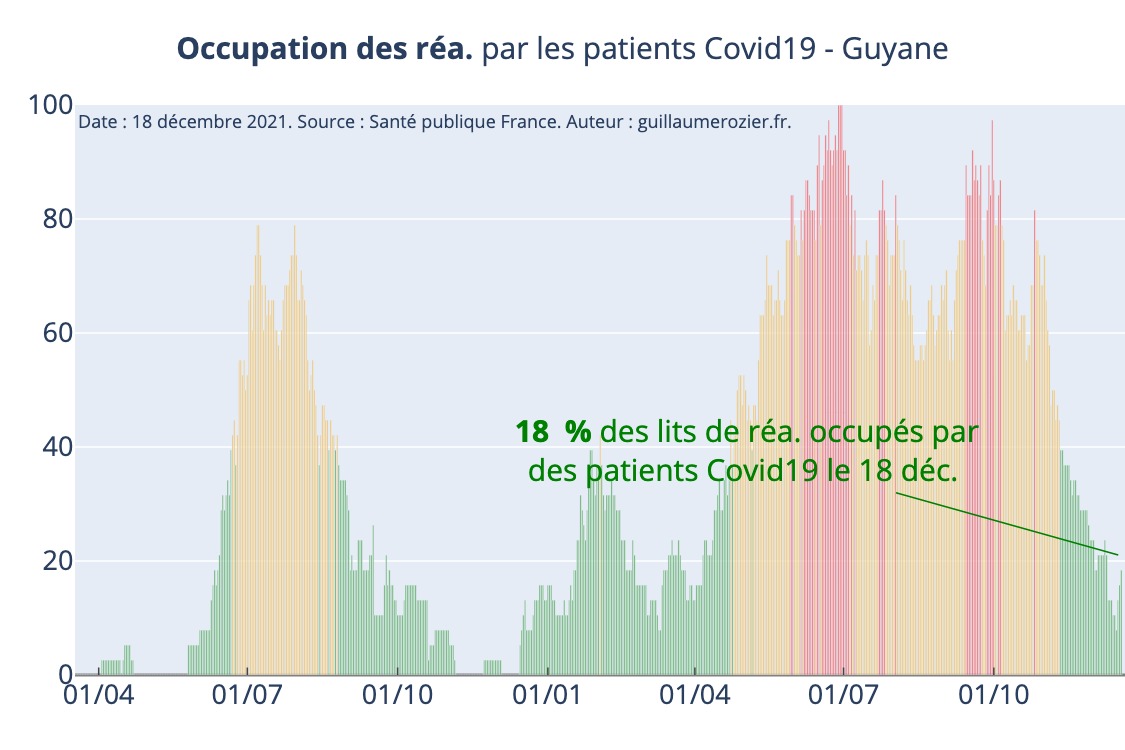 Occupation des réa. par les patients Covid19 - Guyane
100
Date : 18 décembre 2021. Source : Santé publique France. Auteur : guillaumerozier.fr.
80
60
40
18 % des lits de réa. occupés par
des patients Covid19 le 18 déc.
20
0
01/04 01/07 01/10 01/01 01/04 01/07 01/10